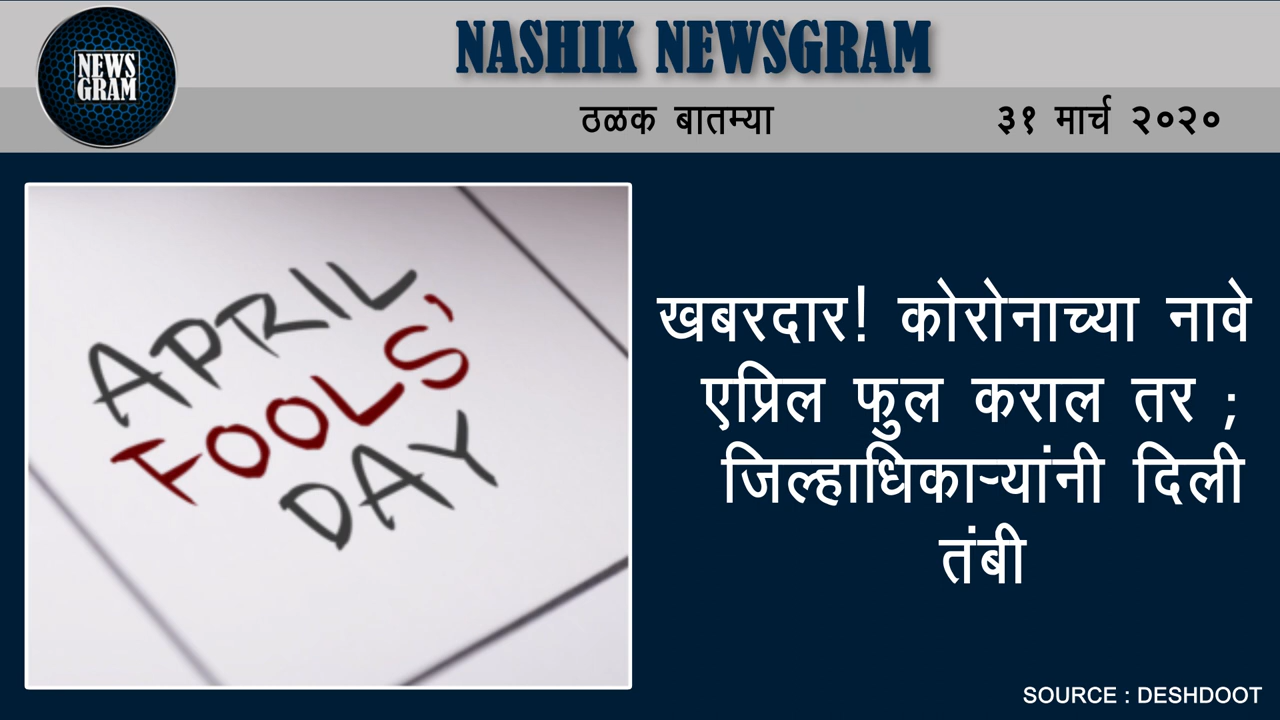 NEWS
GRAM
NASHIK NEWSGRAM
ठळक बातम्या
३१ मार्च २०२०
APRIL
FOOLS'
DAY
खबरदार! कोरोनाच्या नावे
एप्रिल फुल कराल तर ;
जिल्हाधिकाऱ्यांनी दिली
तंबी
SOURCE : DESHDOOT